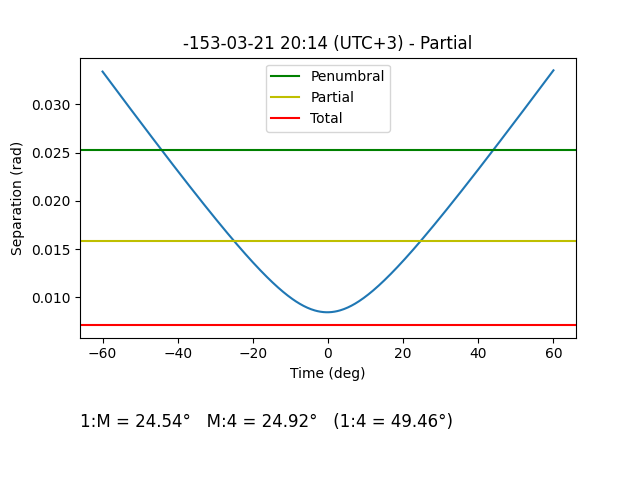 -153-03-21 20:14 (UTC+3) - Partial
Penumbral
Partial
Total
Separation (rad)
0.030
0.025
0.020
0.015
0.010
−60 −40 −20 0 20 40 60
Time (deg)
1:M = 24.54° M:4 = 24.92° (1:4 = 49.46°)